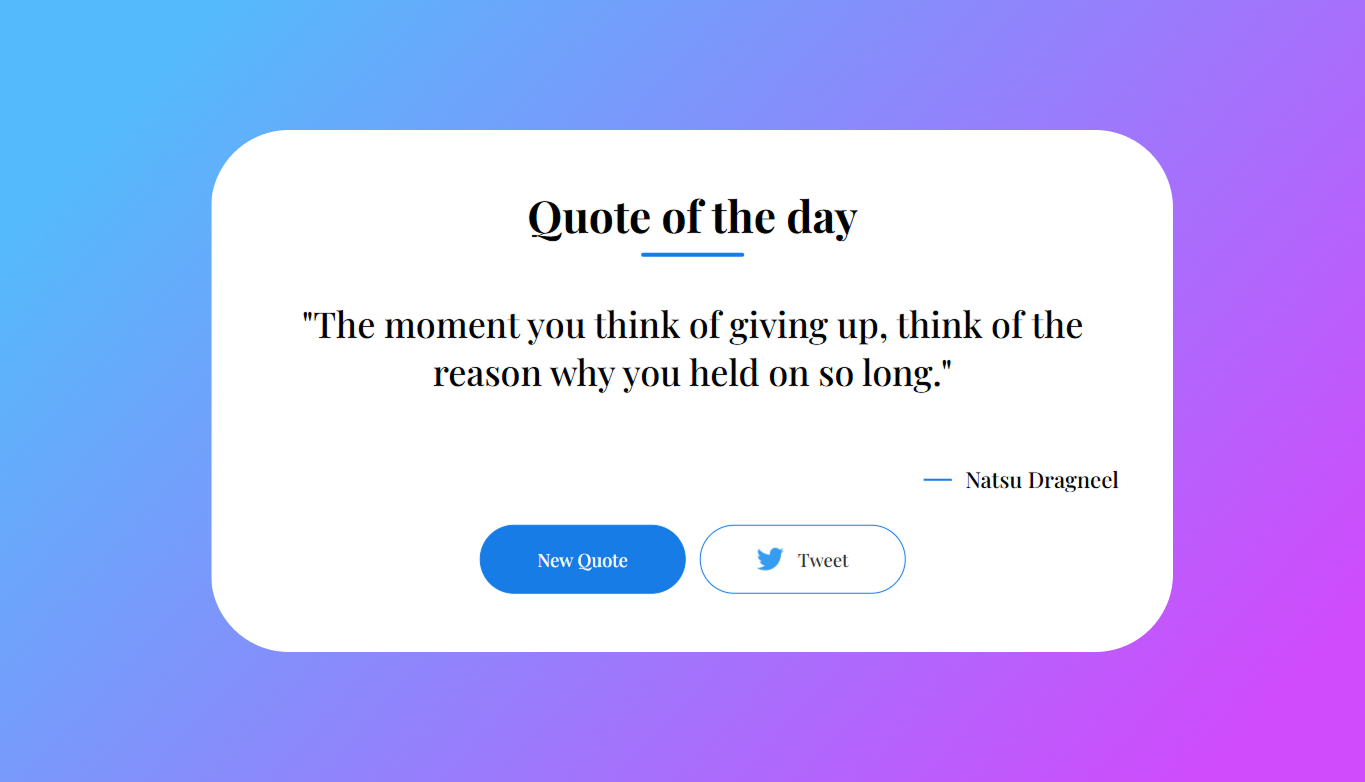 Quote of the day
"The moment you think of giving up, think of the
reason why you held on so long."
— Natsu Dragneel
New Quote
Tweet